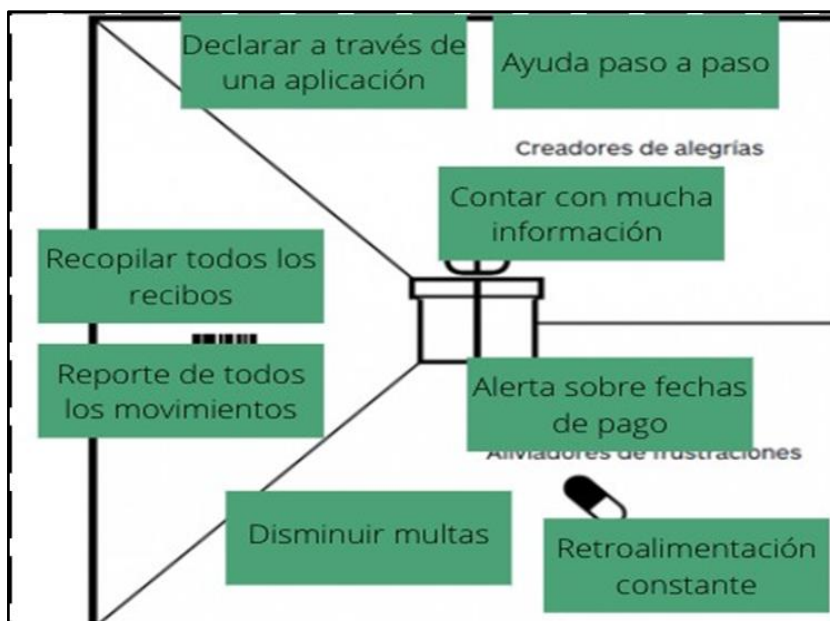 Declarar a través de
una aplicación
Ayuda paso a paso
Creadores de alegrías
Contar con mucha
información
Recopilar todos los
recibos
Reporte de todos
los movimientos
Alerta sobre fechas
de pago
Aliviadores de frustraciones
Disminuir multas
Retroalimentación
constante